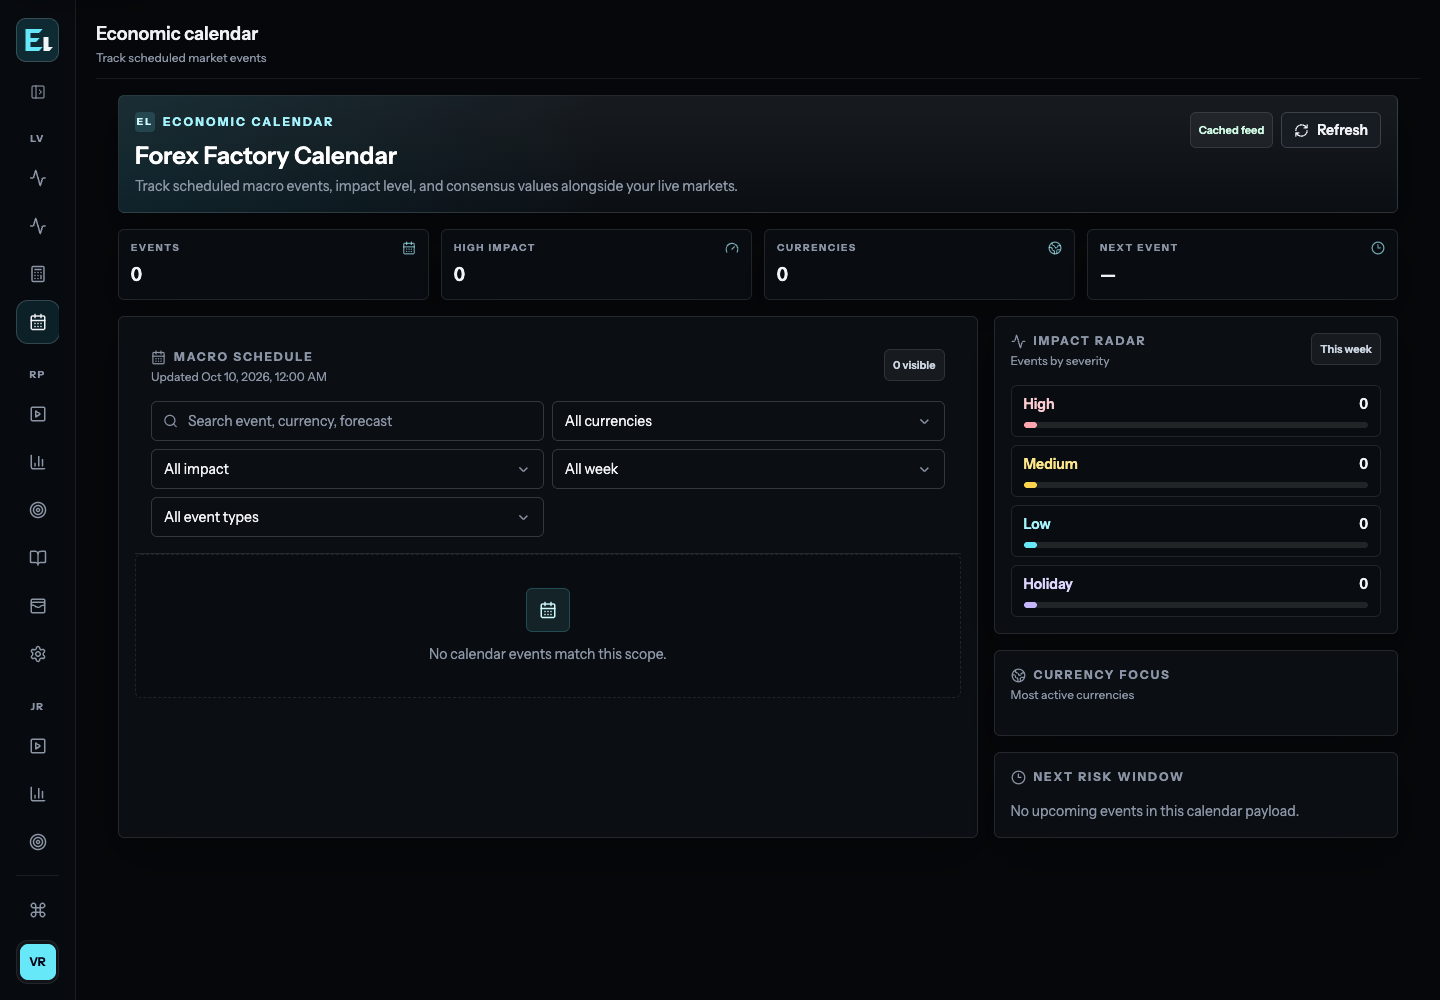 EL
Economic calendar
Track scheduled market events
LV
RP
JR
VR
EL ECONOMIC CALENDAR
Forex Factory Calendar
Track scheduled macro events, impact level, and consensus values alongside your live markets.
Cached feed
Refresh
EVENTS
0
HIGH IMPACT
0
CURRENCIES
0
NEXT EVENT
—
MACRO SCHEDULE
Updated Oct 10, 2026, 12:00 AM
0 visible
Search event, currency, forecast
All currencies
All impact
All week
All event types
No calendar events match this scope.
IMPACT RADAR
Events by severity
This week
High 0
Medium 0
Low 0
Holiday 0
CURRENCY FOCUS
Most active currencies
NEXT RISK WINDOW
No upcoming events in this calendar payload.